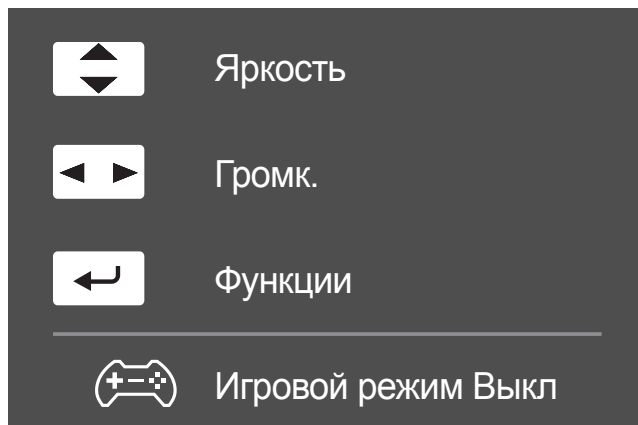 Яркость
Громк.
Функции
Игровой режим Выкл